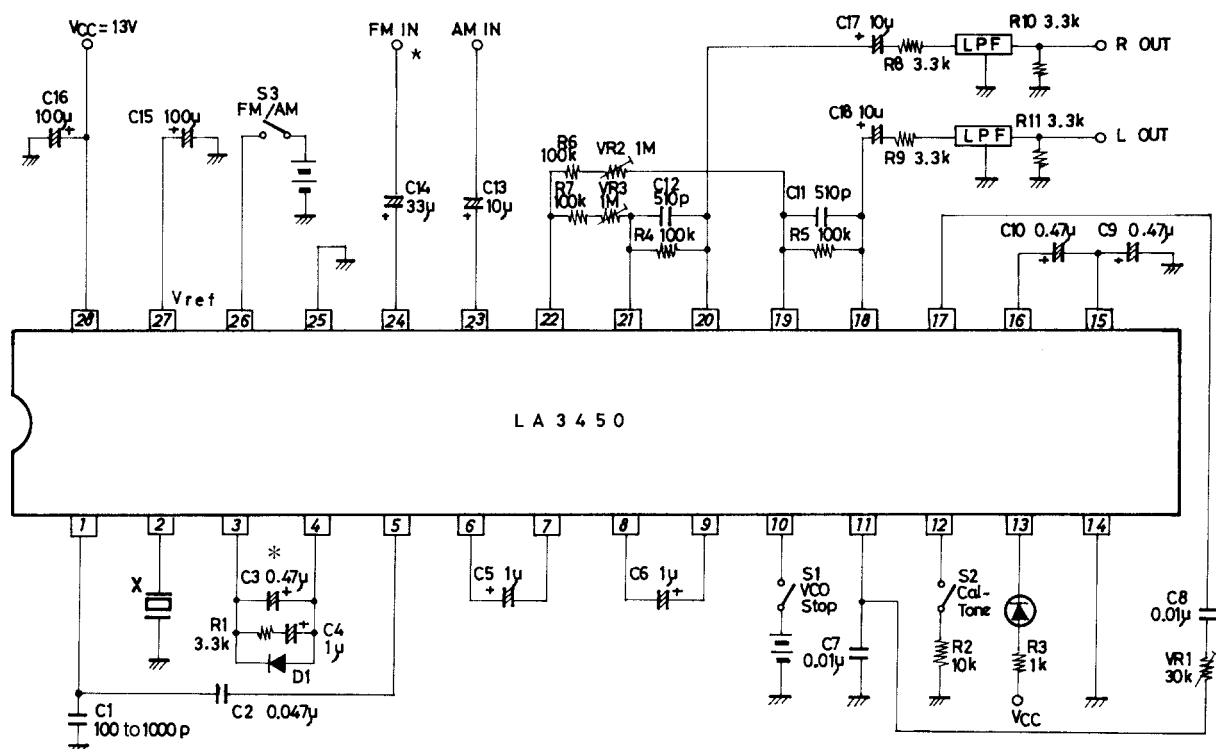 VCC = 13V
FM IN
*
AM IN
C17 10μ
R8 3.3k
LPF
R10 3.3k
R OUT
C16
100μ
+
C15 100μ
+
S3
FM/AM
C18 10μ
+
R9 3.3k
LPF
R11 3.3k
L OUT
R6
100k
VR2 1M
R7
100k
VR3
1M
C12
510p
R4 100k
C11 510p
R5 100k
C14
33μ
+
C13
10μ
+
C10 0.47μ
+
C9 0.47μ
+
Vref
28
27
26
25
24
23
22
21
20
19
18
17
16
15
LA3450
1
2
3
4
5
6
7
8
9
10
11
12
13
14
X
*
C3 0.47μ
+
R1
3.3k
+
C4
1μ
D1
C5 1μ
+
C6 1μ
+
S1
VCO
Stop
C7
0.01μ
S2
Cal-
Tone
R2
10k
R3
1k
VCC
C8
0.01μ
VR1
30k
C1
100 to 1000 p
C2 0.047μ